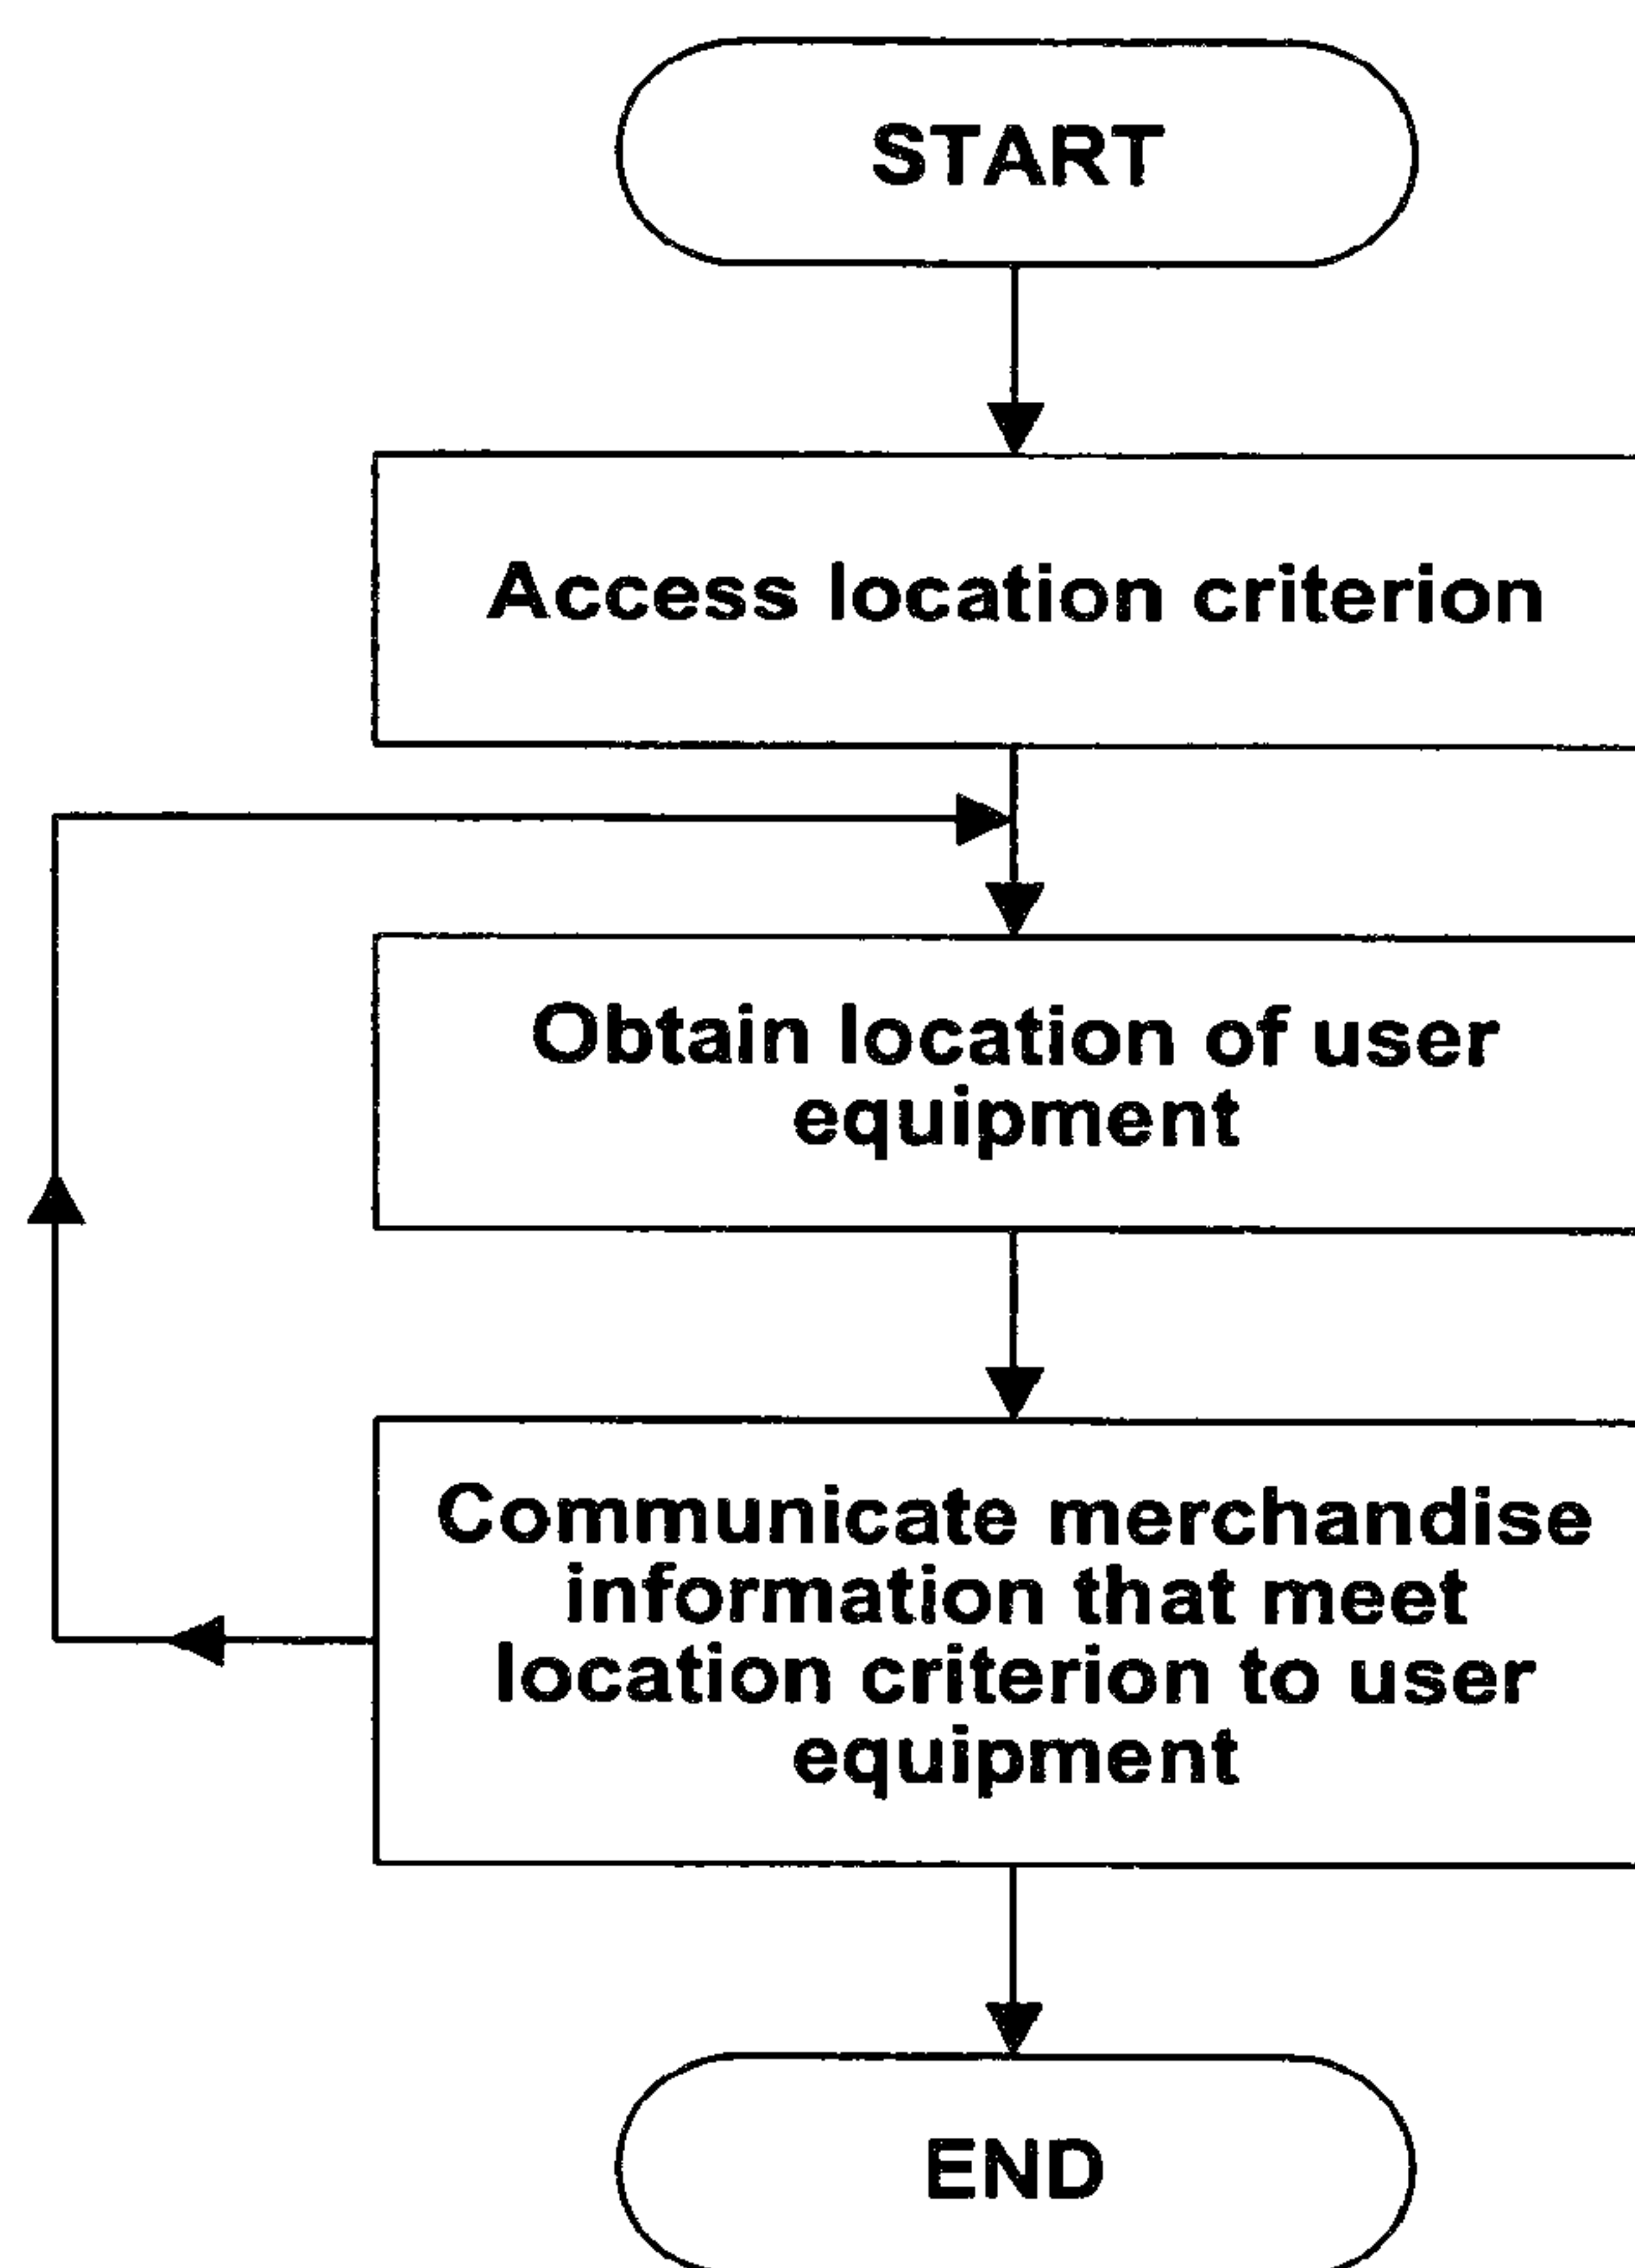 START
Access location criterion
Obtain location of user
equipment
Communicate merchandise
information that meet
location criterion to user
equipment
END